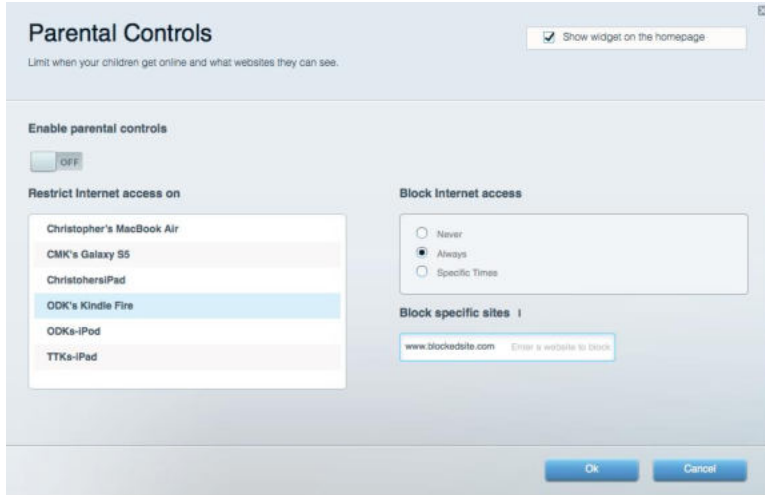 Parental Controls
Show widget on the homepage
Limit when your children get online and what websites they can see.
Enable parental controls
OFF
Restrict Internet access on
Christopher's MacBook Air
CMK's Galaxy S5
ChristohersiPad
ODK's Kindle Fire
ODKs-iPod
TTKs-iPad
Block Internet access
Never
Always
Specific Times
Block specific sites
www.blockedsite.com Enter a website to block
Ok
Cancel